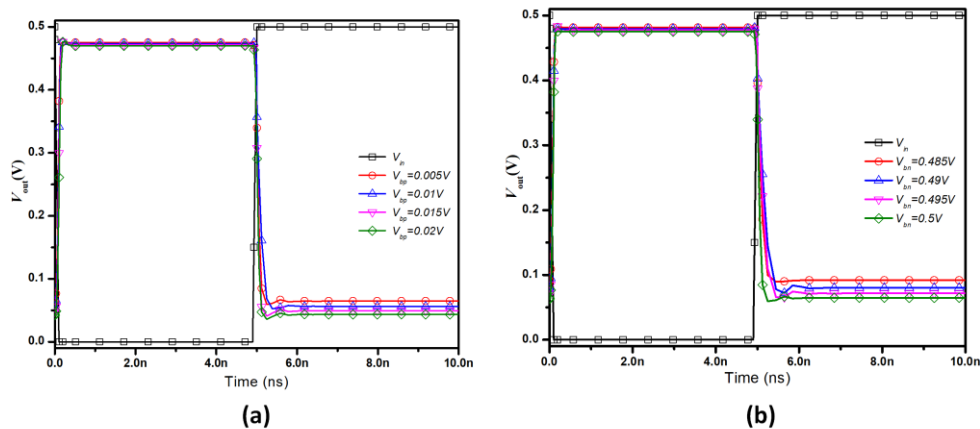 0.5
0.4
0.3
0.2
0.1
0.0
V_out(V)
V_in
V_bp=0.005V
V_bp=0.01V
V_bp=0.015V
V_bp=0.02V
0.0 2.0n 4.0n 6.0n 8.0n 10.0n
Time (ns)
(a)
0.5
0.4
0.3
0.2
0.1
0.0
V_out(V)
V_in
V_bn=0.485V
V_bn=0.49V
V_bn=0.495V
V_bn=0.5V
0.0 2.0n 4.0n 6.0n 8.0n 10.0n
Time (ns)
(b)